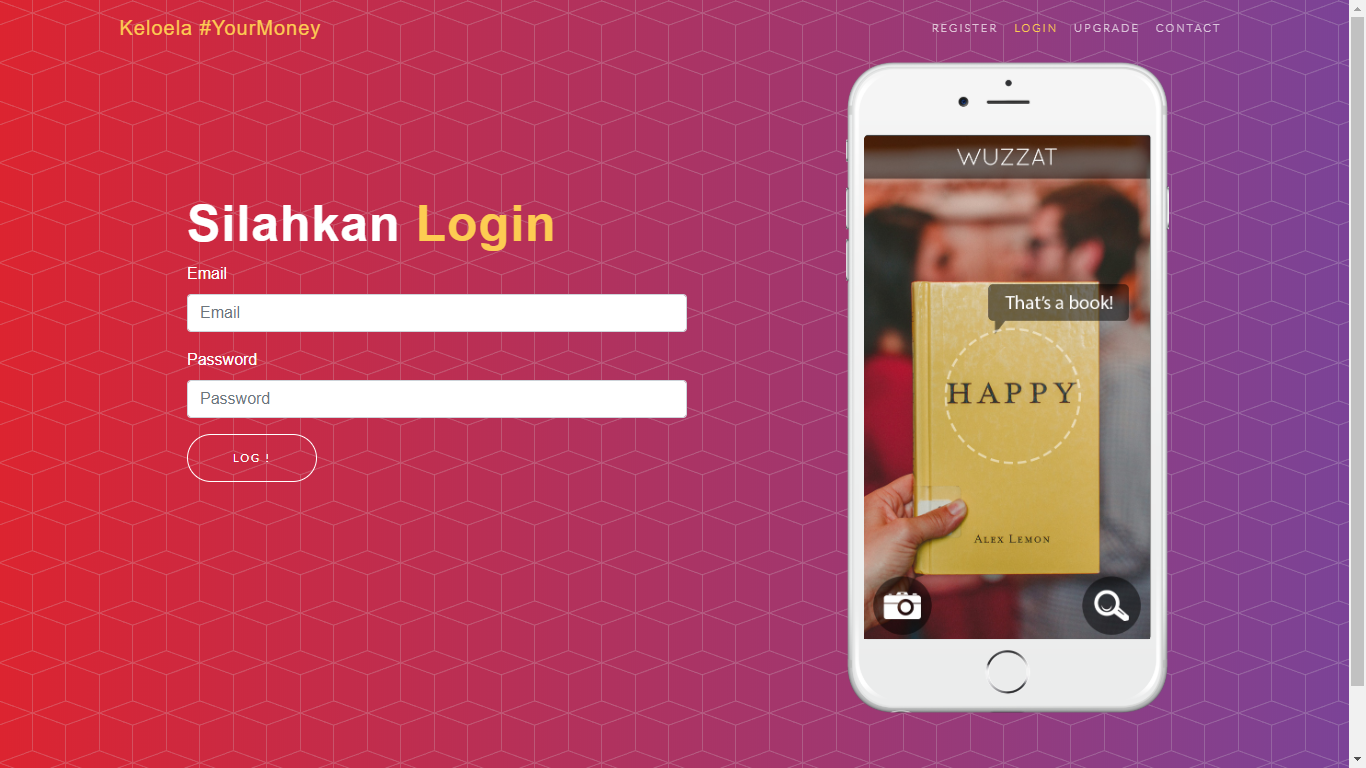 Keloela #YourMoney
REGISTER LOGIN UPGRADE CONTACT
Silahkan Login
Email
Email
Password
Password
LOG !
WUZZAT
That's a book!
HAPPY
ALEX LEMON